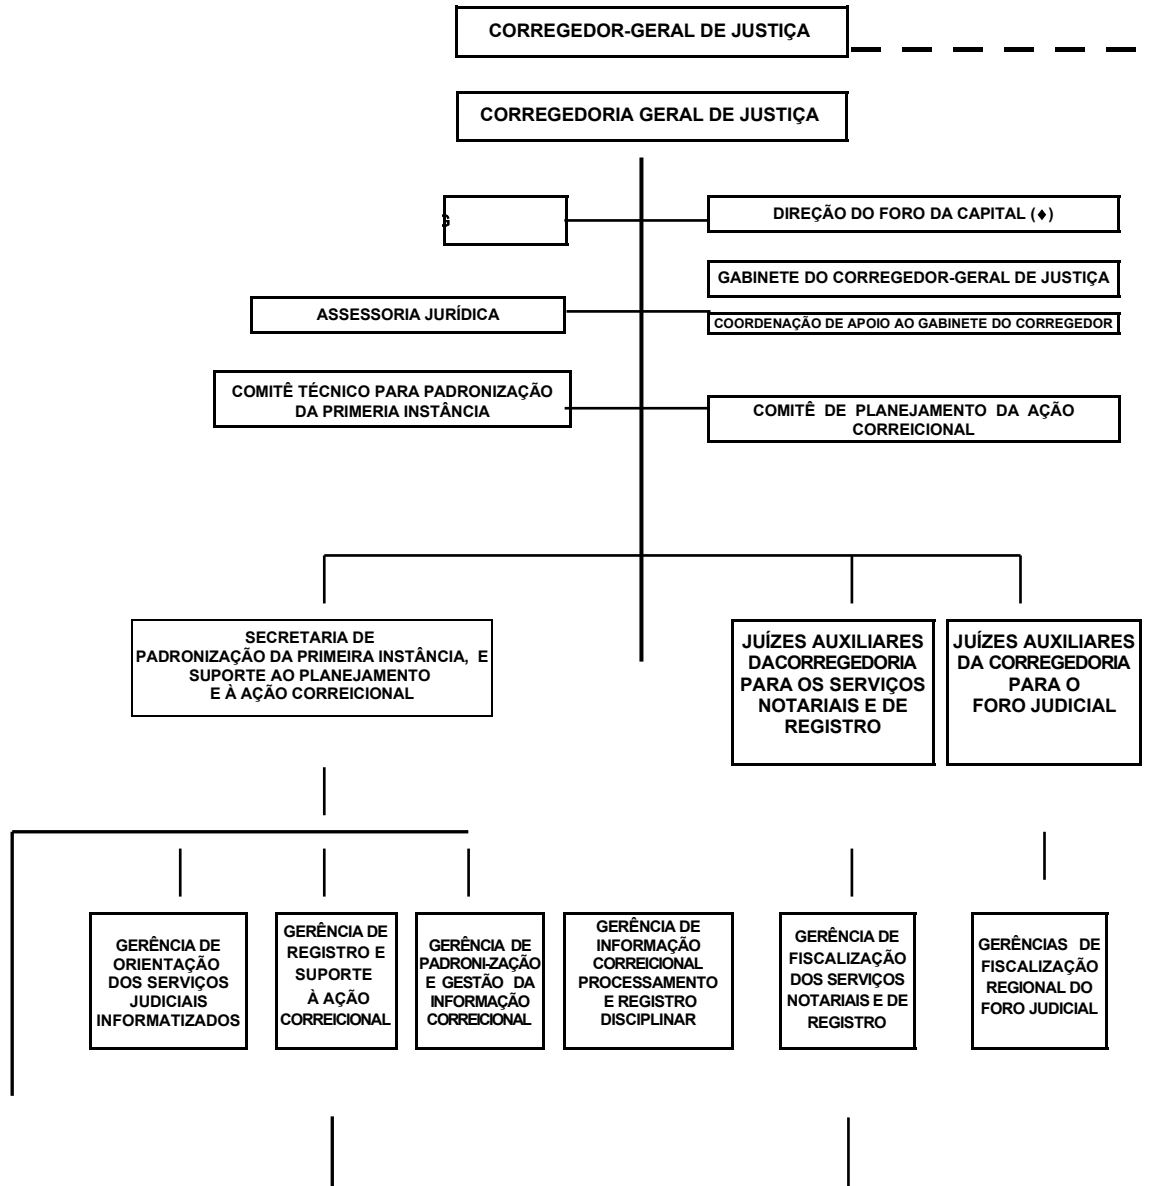 CORREGEDOR-GERAL DE JUSTIÇA
CORREGEDORIA GERAL DE JUSTIÇA
DIREÇÃO DO FORO DA CAPITAL (♦)
GABINETE DO CORREGEDOR-GERAL DE JUSTIÇA
ASSESSORIA JURÍDICA
COORDENAÇÃO DE APOIO AO GABINETE DO CORREGEDOR
COMITÊ TÉCNICO PARA PADRONIZAÇÃO
DA PRIMERIA INSTÂNCIA
COMITÊ DE PLANEJAMENTO DA AÇÃO
CORREICIONAL
SECRETARIA DE
PADRONIZAÇÃO DA PRIMEIRA INSTÂNCIA, E
SUPORTE AO PLANEJAMENTO
E À AÇÃO CORREICIONAL
JUÍZES AUXILIARES
DACORREGEDORIA
PARA OS SERVIÇOS
NOTARIAIS E DE
REGISTRO
JUÍZES AUXILIARES
DA CORREGEDORIA
PARA O
FORO JUDICIAL
GERÊNCIA DE
ORIENTAÇÃO
DOS SERVIÇOS
JUDICIAIS
INFORMATIZADOS
GERÊNCIA DE
REGISTRO E
SUPORTE
À AÇÃO
CORREICIONAL
GERÊNCIA DE
PADRONI-ZAÇÃO
E GESTÃO DA
INFORMAÇÃO
CORREICIONAL
GERÊNCIA DE
INFORMAÇÃO
CORREICIONAL
PROCESSAMENTO
E REGISTRO
DISCIPLINAR
GERÊNCIA DE
FISCALIZAÇÃO
DOS SERVIÇOS
NOTARIAIS E DE
REGISTRO
GERÊNCIAS DE
FISCALIZAÇÃO
REGIONAL DO
FORO JUDICIAL